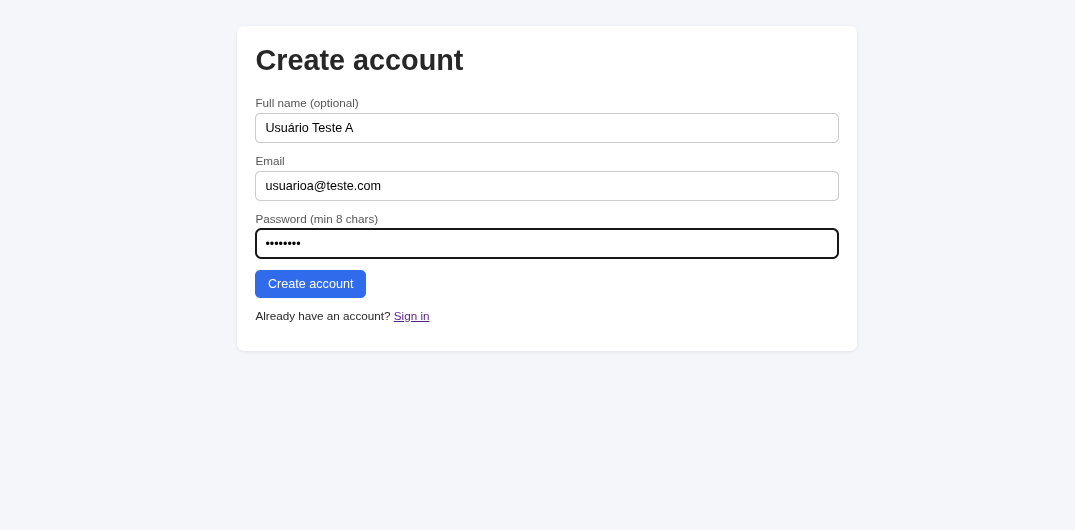 Create account
Full name (optional)
Usuário Teste A
Email
usuarioa@teste.com
Password (min 8 chars)
••••••••
Create account
Already have an account? Sign in